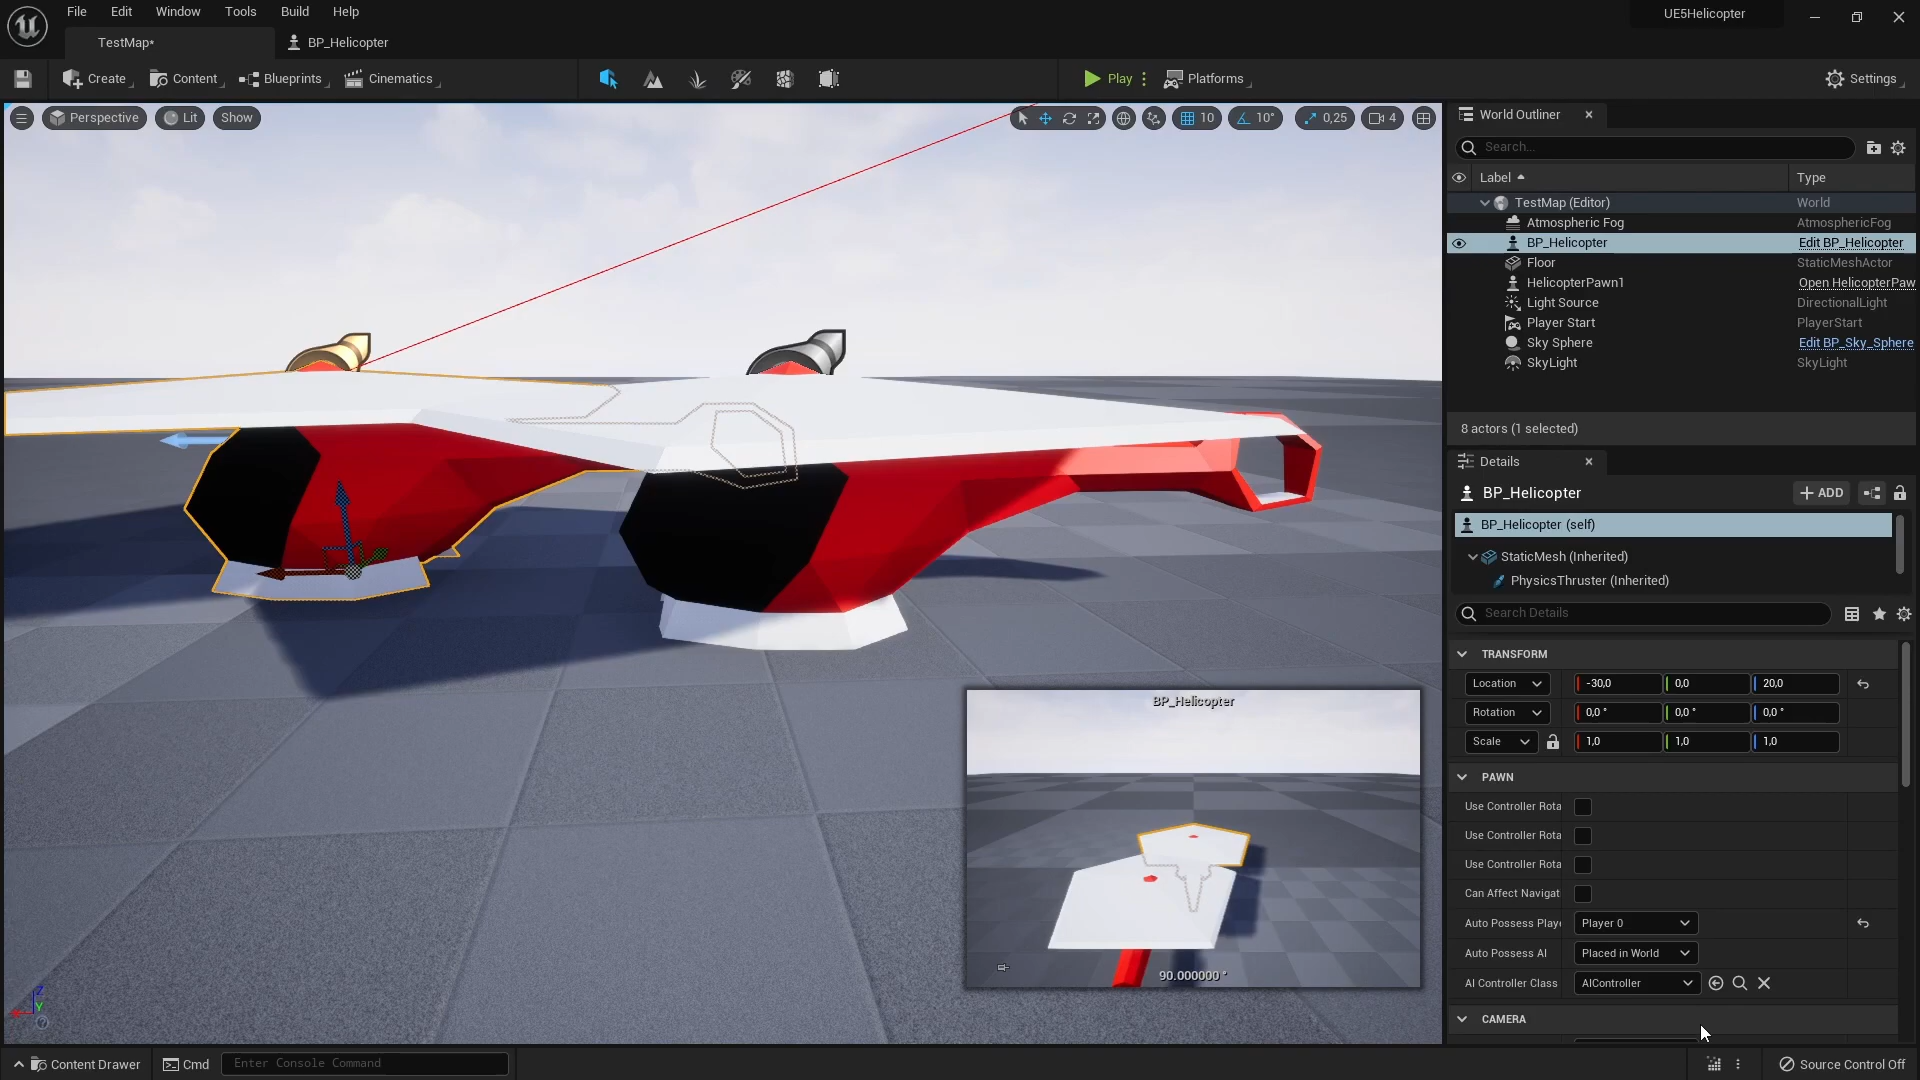 File Edit Window Tools Build Help
UE5Helicopter
TestMap*
BP_Helicopter
Create
Content
Blueprints
Cinematics
Play
Platforms
Settings
Perspective
Lit
Show
10
10°
0,25
4
World Outliner
Search...
Label
Type
TestMap (Editor)
World
Atmospheric Fog
AtmosphericFog
BP_Helicopter
Edit BP_Helicopter
Floor
StaticMeshActor
HelicopterPawn1
Open HelicopterPaw
Light Source
DirectionalLight
Player Start
PlayerStart
Sky Sphere
Edit BP_Sky_Sphere
SkyLight
SkyLight
8 actors (1 selected)
Details
BP_Helicopter
ADD
BP_Helicopter (self)
StaticMesh (Inherited)
PhysicsThruster (Inherited)
Search Details
TRANSFORM
Location
-30,0
0,0
20,0
Rotation
0,0 °
0,0 °
0,0 °
Scale
1,0
1,0
1,0
PAWN
Use Controller Rota
Use Controller Rota
Use Controller Rota
Can Affect Navigat
Auto Possess Playe
Player 0
Auto Possess AI
Placed in World
AI Controller Class
AIController
CAMERA
BP_Helicopter
90.000000 °
Z
Y
Content Drawer
Cmd
Enter Console Command
Source Control Off